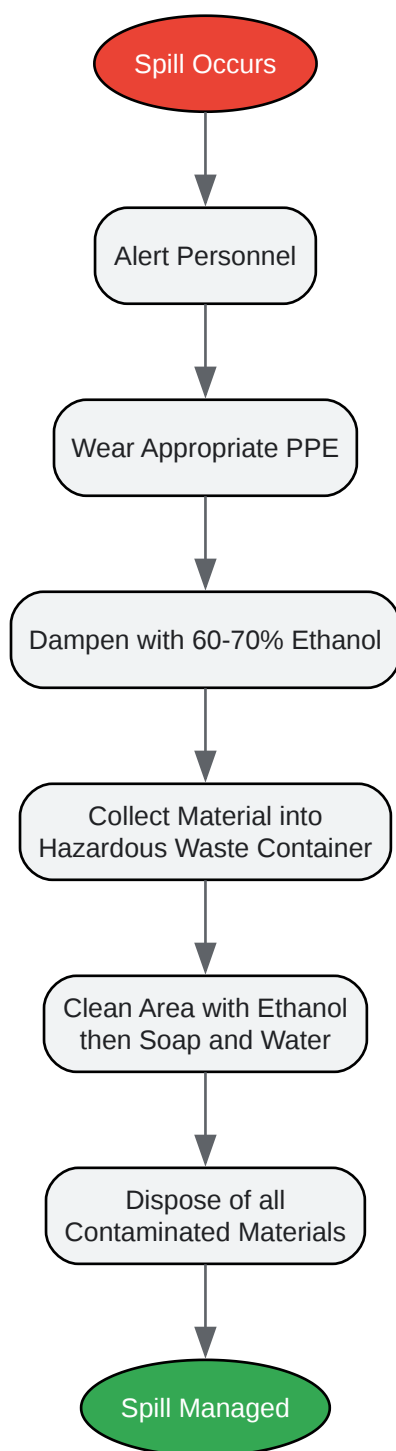 Spill Occurs
Alert Personnel
Wear Appropriate PPE
Dampen with 60-70% Ethanol
Collect Material into
Hazardous Waste Container
Clean Area with Ethanol
then Soap and Water
Dispose of all
Contaminated Materials
Spill Managed